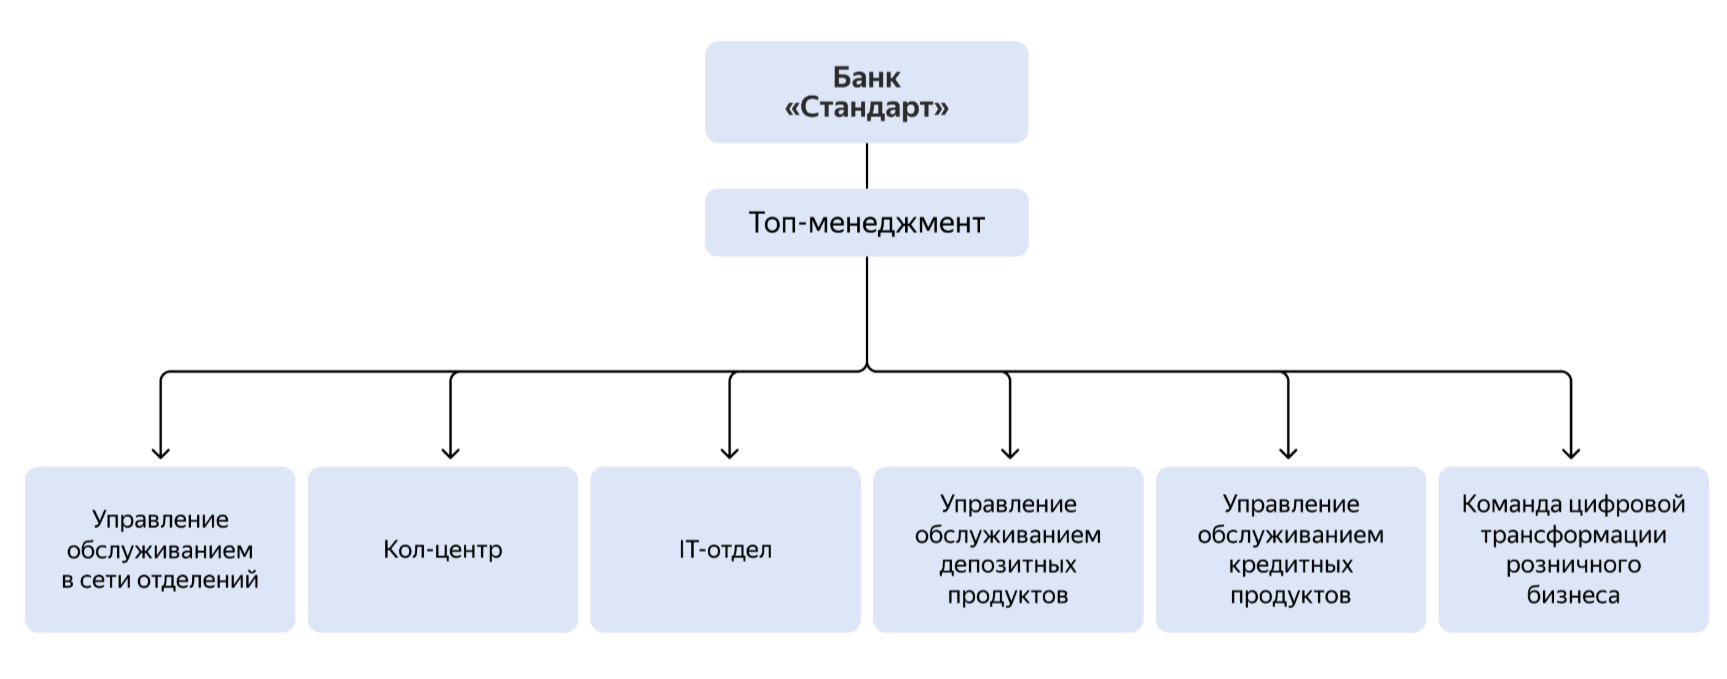 Банк
«Стандарт»
Топ-менеджмент
Управление
обслуживанием
в сети отделений
Кол-центр
IT-отдел
Управление
обслуживанием
депозитных
продуктов
Управление
обслуживанием
кредитных
продуктов
Команда цифровой
трансформации
розничного
бизнеса